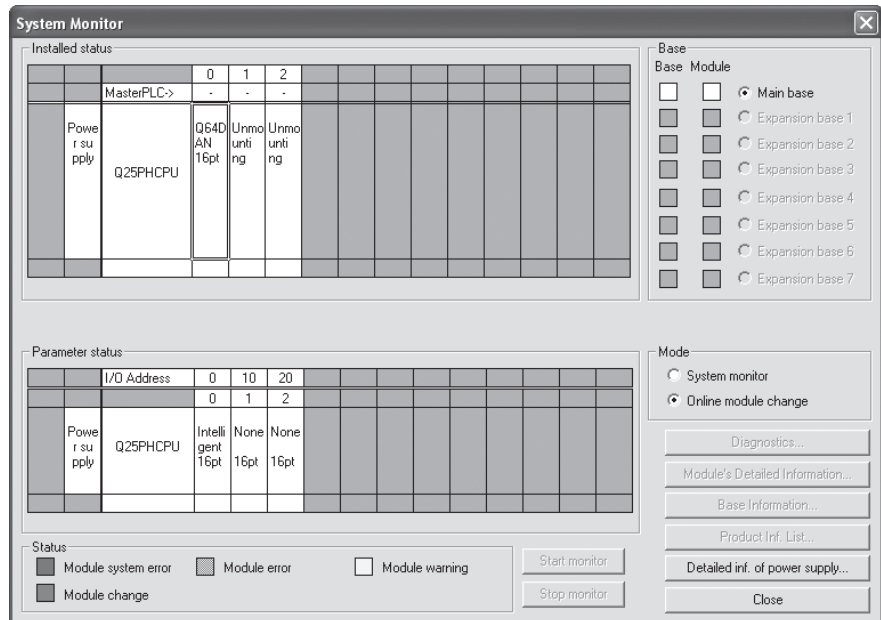 System Monitor
Installed status
0 1 2
MasterPLC-> - - -
Powe
r su
pply
Q25PHCPU
Q64D
AN
16pt
Unmo
unti
ng
Unmo
unti
ng
Base
Base Module
Main base
Expansion base 1
Expansion base 2
Expansion base 3
Expansion base 4
Expansion base 5
Expansion base 6
Expansion base 7
Parameter status
I/O Address 0 10 20
0 1 2
Powe
r su
pply
Q25PHCPU
Intelli
gent
16pt
None
16pt
None
16pt
Mode
System monitor
Online module change
Diagnostics...
Module's Detailed Information...
Base Information...
Product Inf. List...
Detailed inf. of power supply...
Close
Status
Module system error Module error Module warning
Module change
Start monitor
Stop monitor